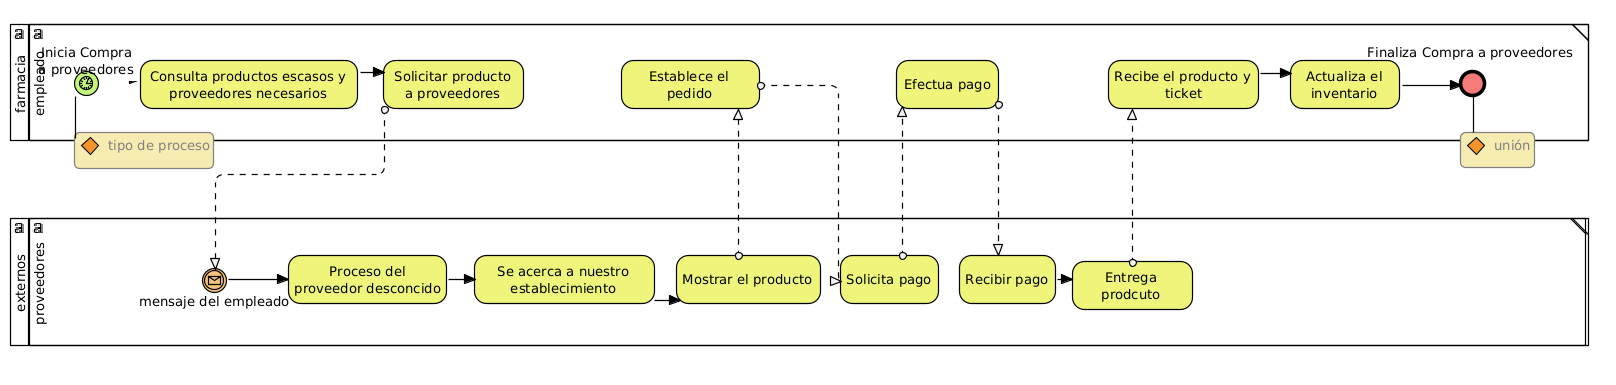 farmacia
empleado
Inicia Compra
a proveedores
Consulta productos escasos y
proveedores necesarios
Solicitar producto
a proveedores
Establece el
pedido
Efectua pago
Recibe el producto y
ticket
Actualiza el
inventario
Finaliza Compra a proveedores
tipo de proceso
unión
externos
proveedores
mensaje del empleado
Proceso del
proveedor desconcido
Se acerca a nuestro
establecimiento
Mostrar el producto
Solicita pago
Recibir pago
Entrega
prodcuto